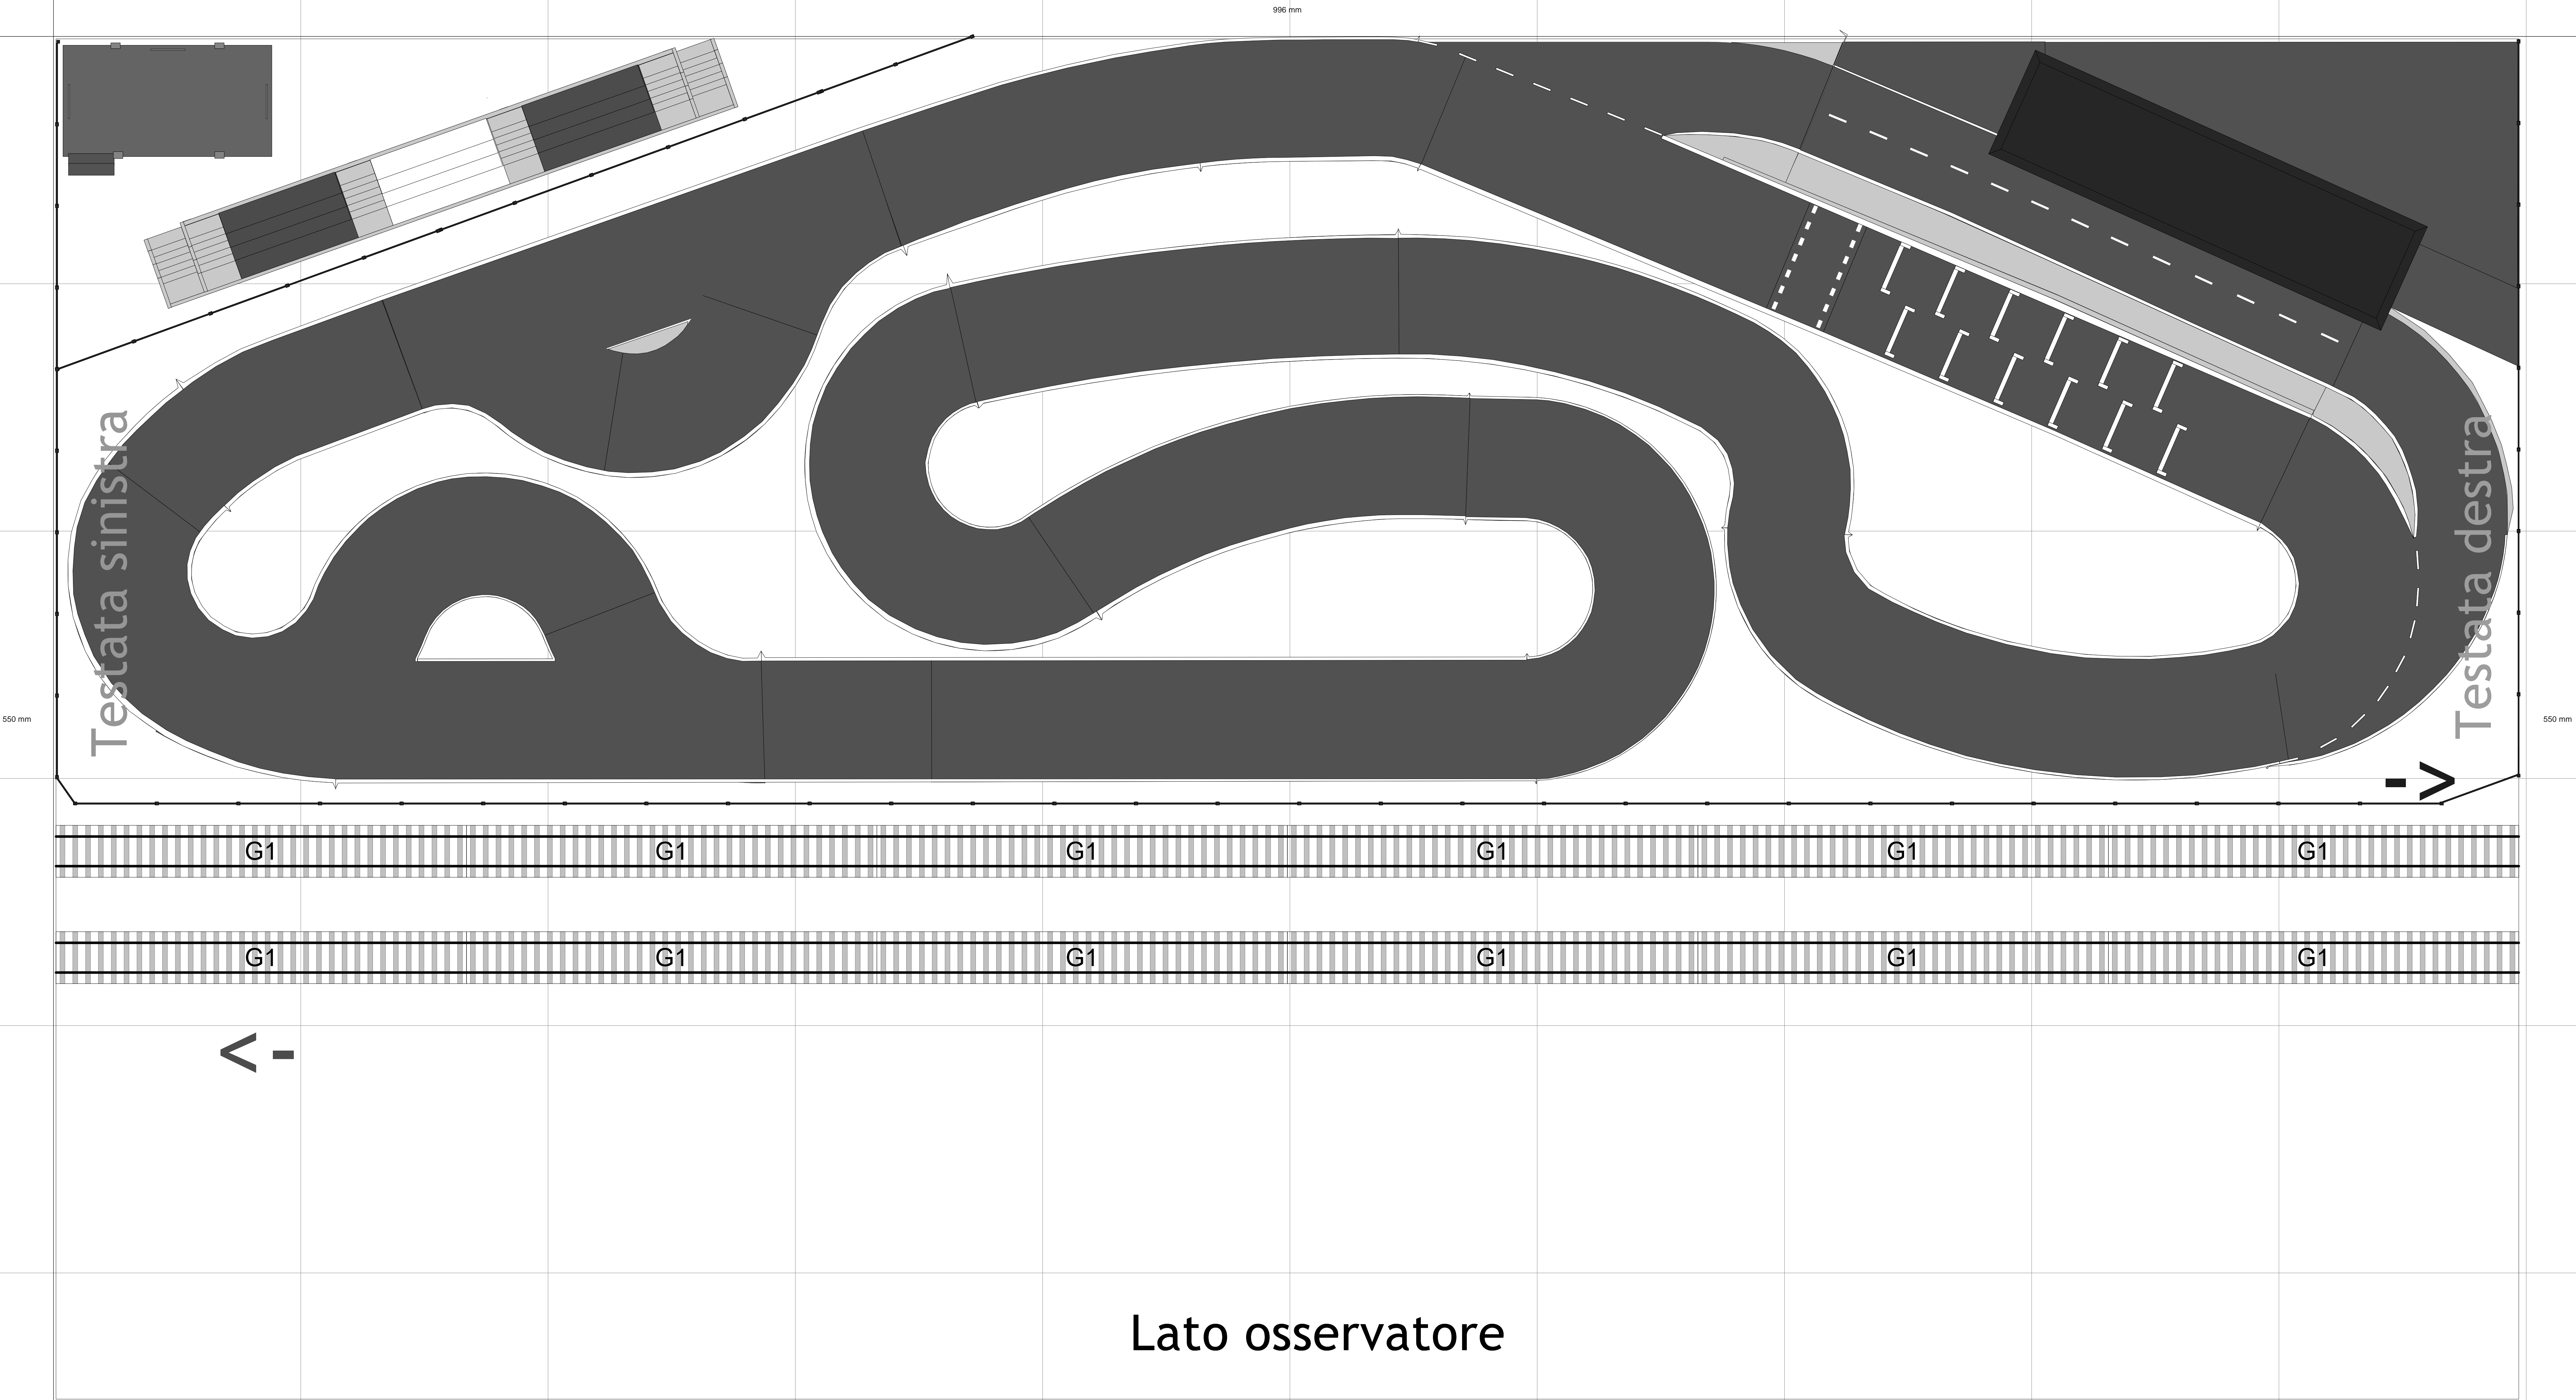 996 mm
Testata sinistra
Testata destra
550 mm
550 mm
->
G1 G1 G1 G1 G1 G1
G1 G1 G1 G1 G1 G1
<-
Lato osservatore